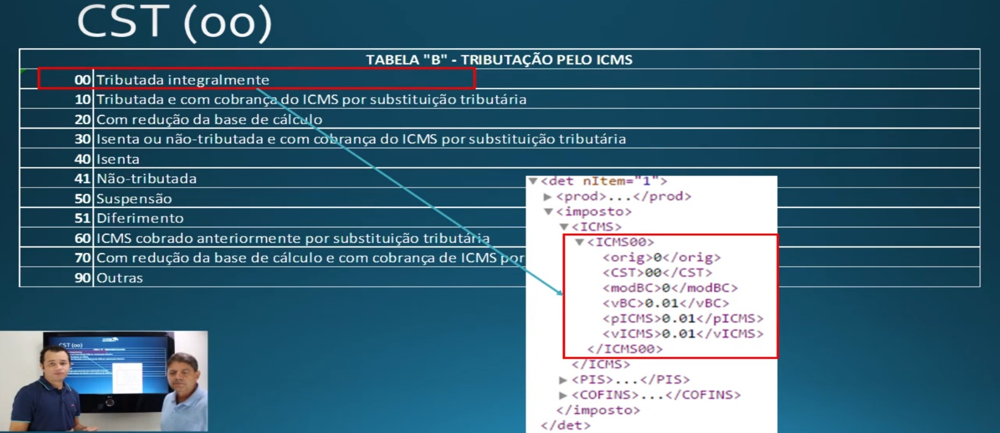 CST (00)
TABELA "B" - TRIBUTAÇÃO PELO ICMS
00 Tributada integralmente
10 Tributada e com cobrança do ICMS por substituição tributária
20 Com redução da base de cálculo
30 Isenta ou não-tributada e com cobrança do ICMS por substituição tributária
40 Isenta
41 Não-tributada
50 Suspensão
51 Diferimento
60 ICMS cobrado anteriormente por substituição tributária
70 Com redução da base de cálculo e com cobrança de ICMS por
90 Outras
<det nItem="1">
<prod>...</prod>
<imposto>
<ICMS>
<ICMS00>
<orig>0</orig>
<CST>00</CST>
<modBC>0</modBC>
<vBC>0.01</vBC>
<pICMS>0.01</pICMS>
<vICMS>0.01</vICMS>
</ICMS00>
</ICMS>
<PIS>...</PIS>
<COFINS>...</COFINS>
</imposto>
</det>
CST (00)